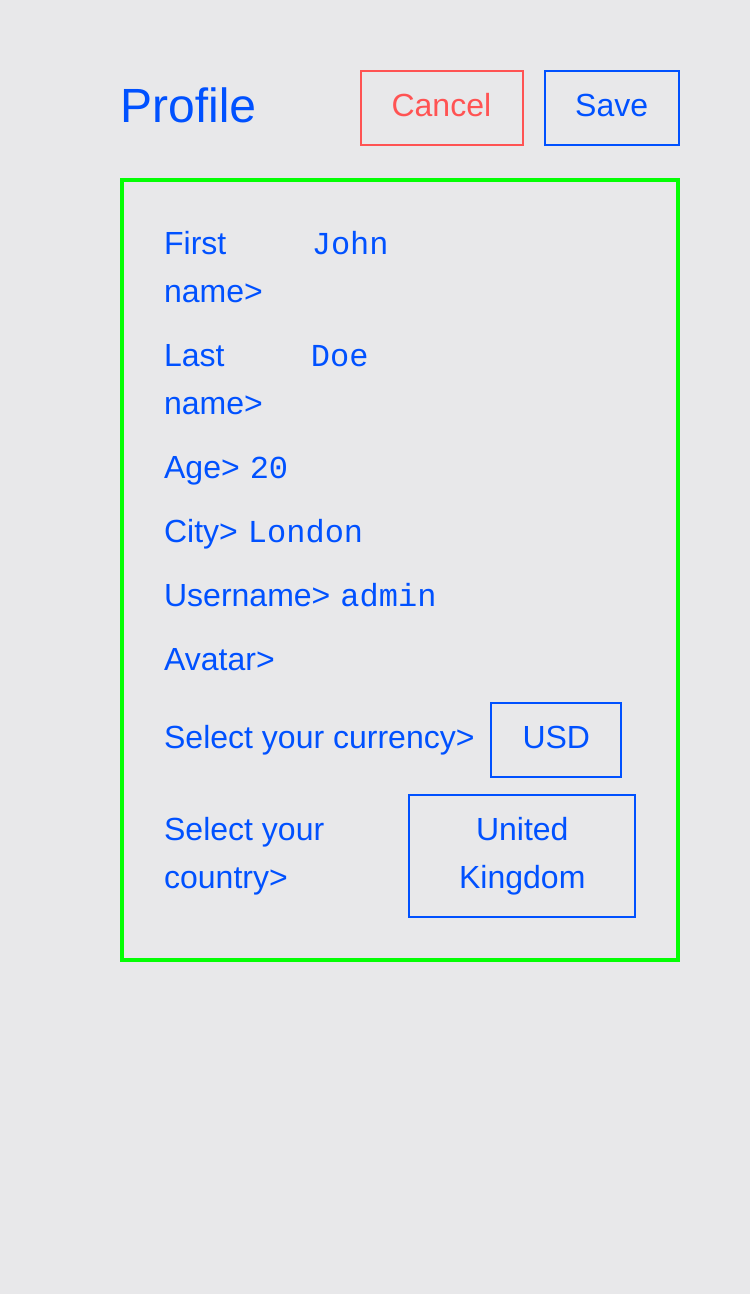 Profile Cancel Save
First John
name>
Last Doe
name>
Age> 20
City> London
Username> admin
Avatar>
Select your currency> USD
Select your
country>
United
Kingdom